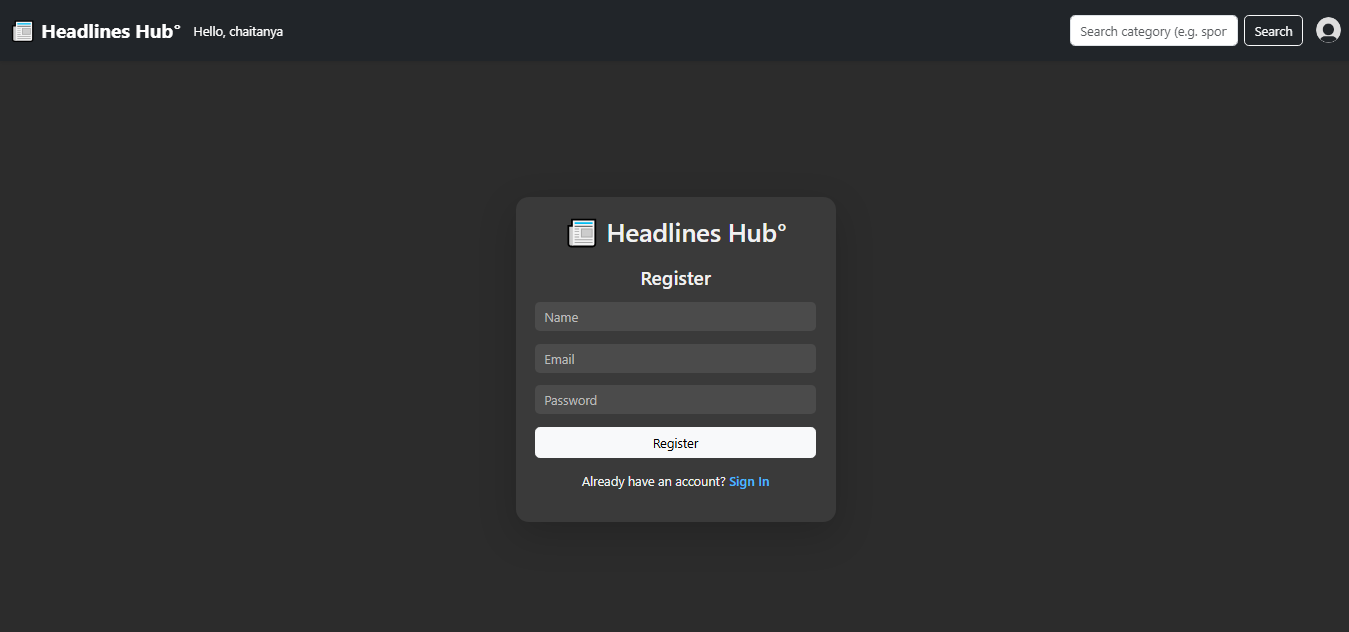 Headlines Hub° Hello, chaitanya Search category (e.g. spor Search
Headlines Hub°
Register
Name
Email
Password
Register
Already have an account? Sign In